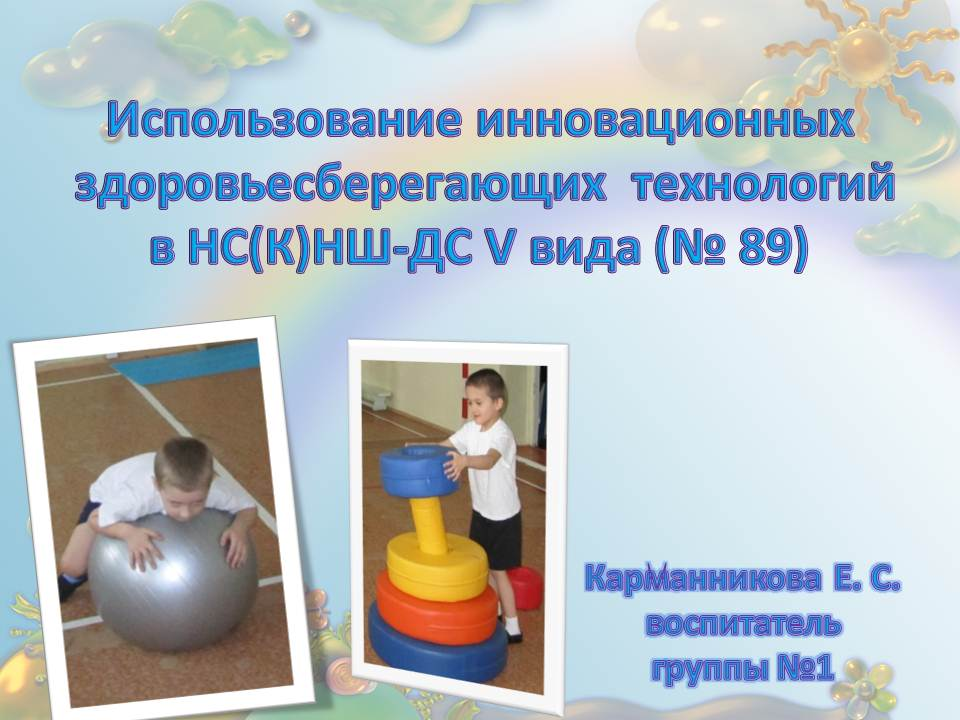 Использование инновационных
здоровьесберегающих технологий
в НС(К)НШ-ДС V вида (№ 89)
Карманникова Е. С.
воспитатель
группы №1